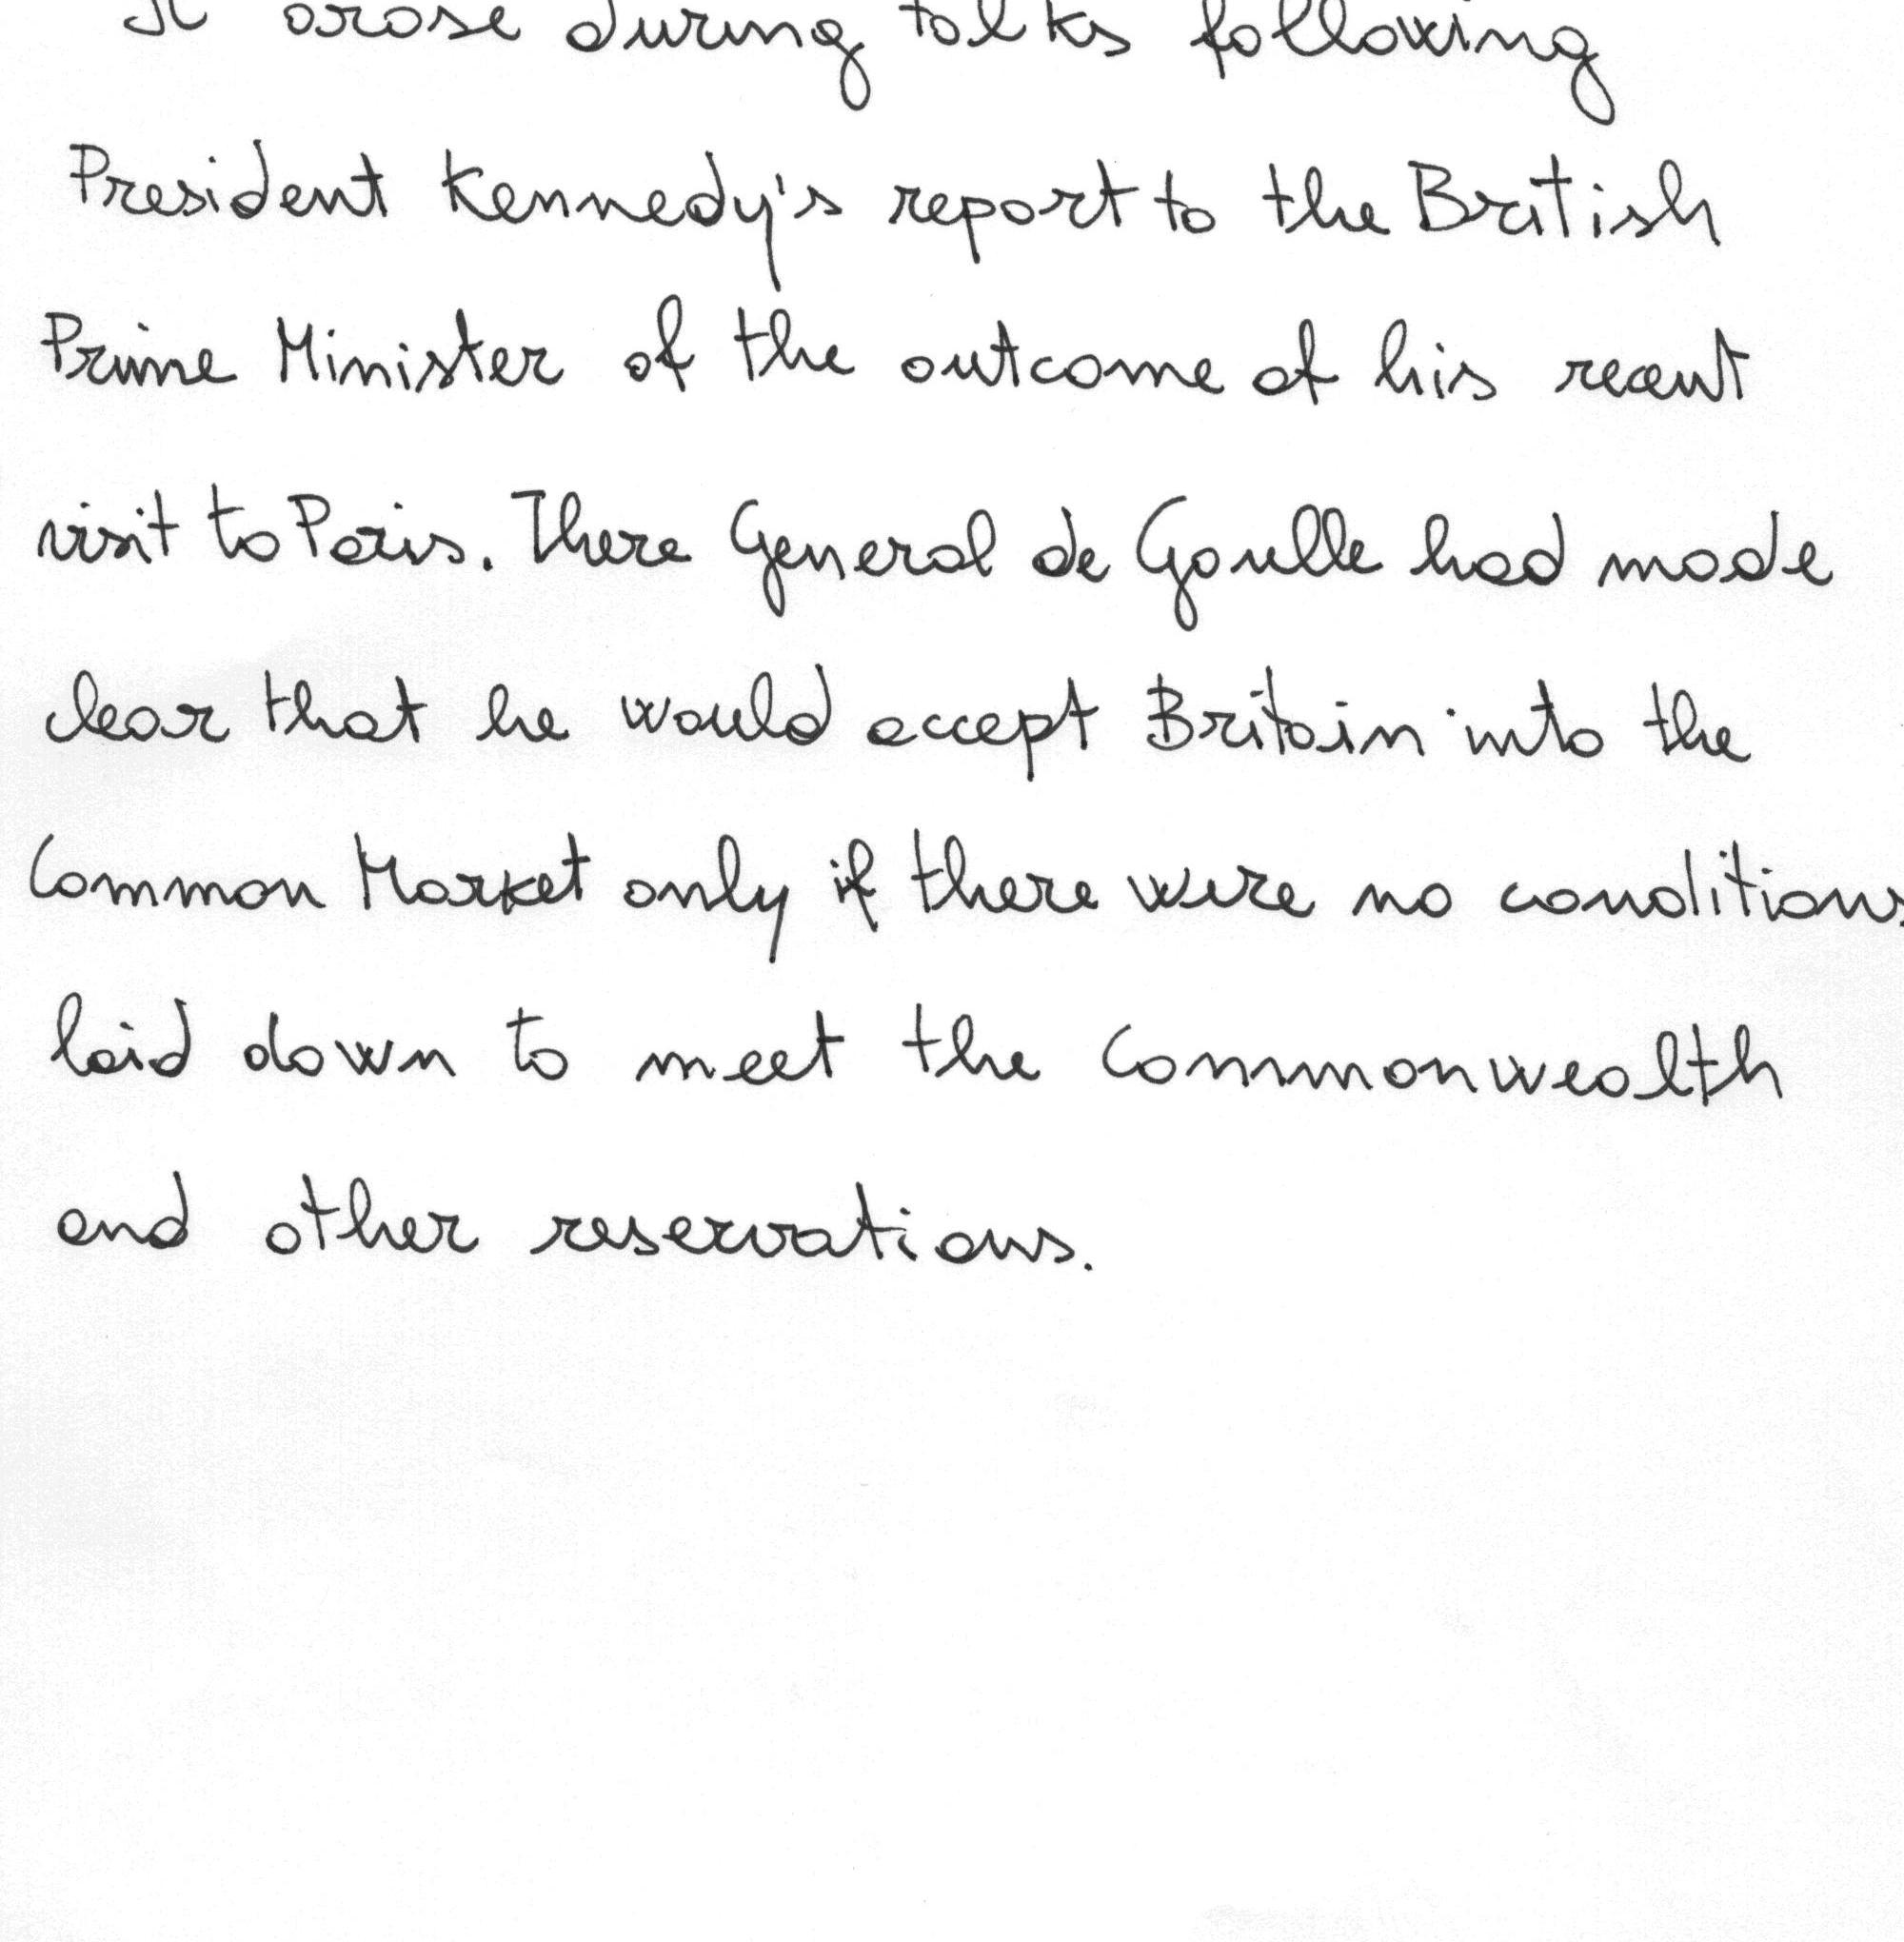 It arose during talks following
President Kennedy's report to the British
Prime Minister of the outcome of his recent
visit to Paris. There General de Gaulle had made
clear that he would accept Britain into the
Common Market only if there were no conditions
laid down to meet the Commonwealth
and other reservations.